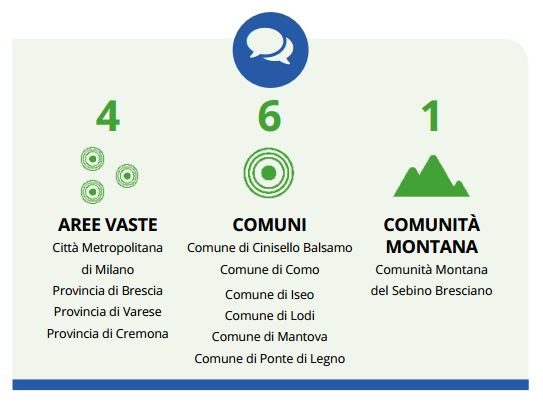 4
AREE VASTE
Città Metropolitana
di Milano
Provincia di Brescia
Provincia di Varese
Provincia di Cremona
6
COMUNI
Comune di Cinisello Balsamo
Comune di Como
Comune di Iseo
Comune di Lodi
Comune di Mantova
Comune di Ponte di Legno
1
COMUNITÀ
MONTANA
Comunità Montana
del Sebino Bresciano